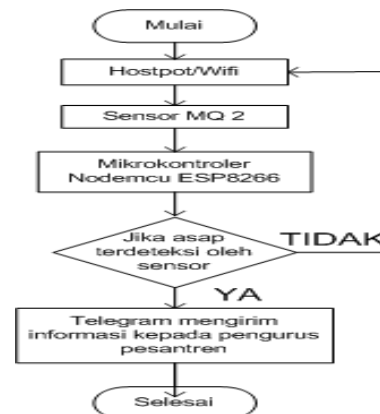 Mulai
Hostpot/Wifi
Sensor MQ 2
Mikrokontroler
Nodemcu ESP8266
Jika asap
terdeteksi oleh
sensor
TIDAK
YA
Telegram mengirim
informasi kepada pengurus
pesantren
Selesai